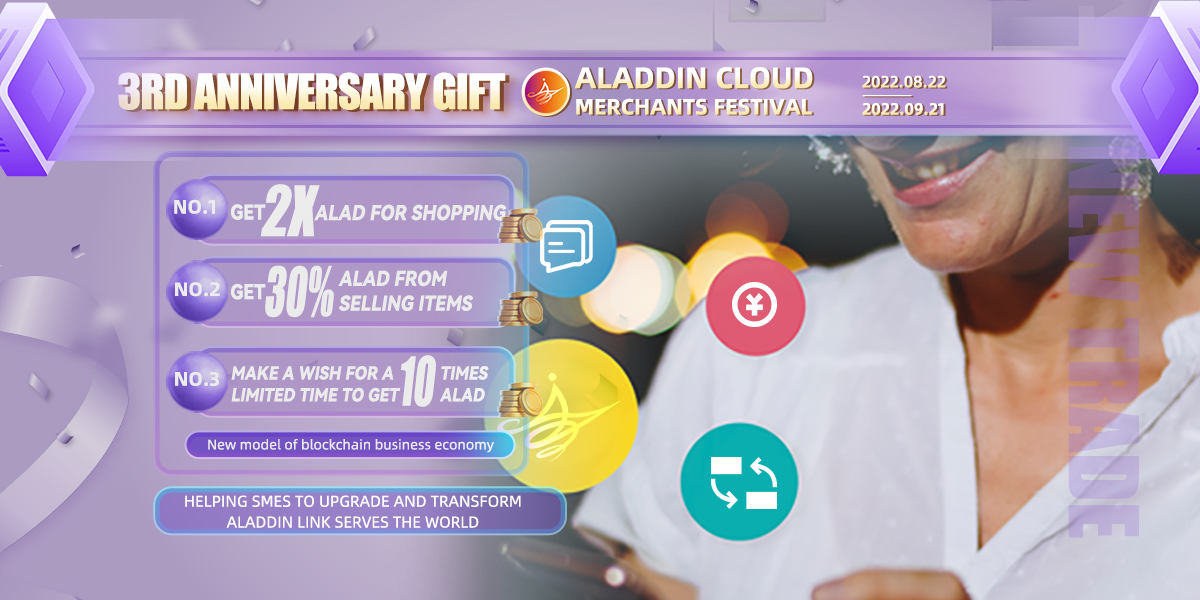 3RD ANNIVERSARY GIFT
ALADDIN CLOUD
MERCHANTS FESTIVAL
2022.08.22
2022.09.21
NO.1 GET 2X ALAD FOR SHOPPING
NO.2 GET 30% ALAD FROM
SELLING ITEMS
NO.3 MAKE A WISH FOR A 10 TIMES
LIMITED TIME TO GET ALAD
New model of blockchain business economy
HELPING SMES TO UPGRADE AND TRANSFORM
ALADDIN LINK SERVES THE WORLD
¥
NEW TRADE